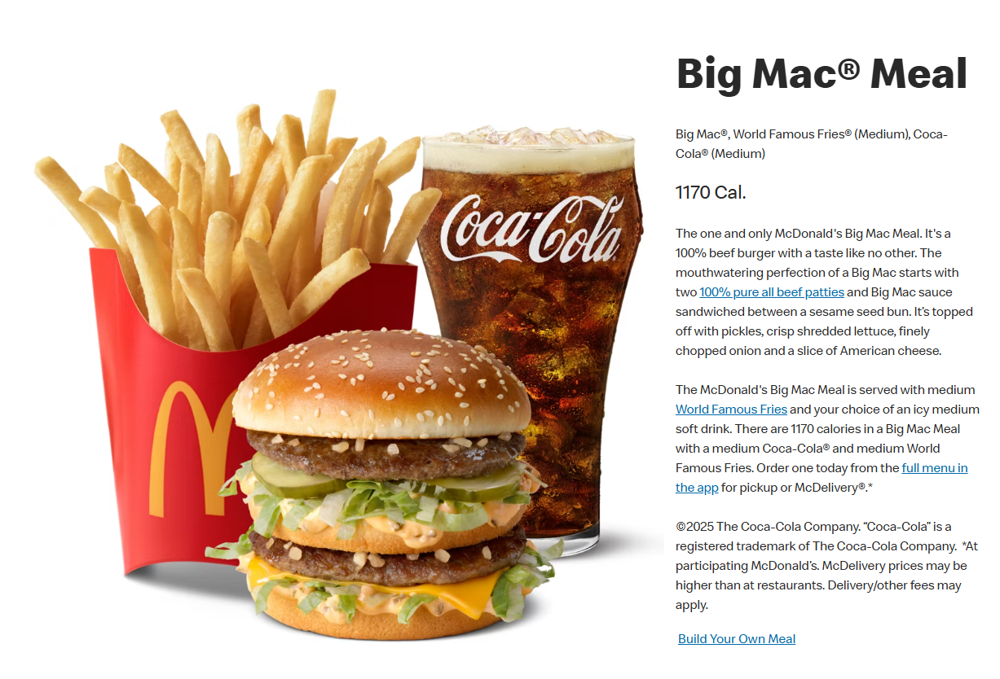 Big Mac® Meal
Big Mac®, World Famous Fries® (Medium), Coca-
Cola® (Medium)
1170 Cal.
The one and only McDonald's Big Mac Meal. It's a
100% beef burger with a taste like no other. The
mouthwatering perfection of a Big Mac starts with
two 100% pure all beef patties and Big Mac sauce
sandwiched between a sesame seed bun. It’s topped
off with pickles, crisp shredded lettuce, finely
chopped onion and a slice of American cheese.
The McDonald's Big Mac Meal is served with medium
World Famous Fries and your choice of an icy medium
soft drink. There are 1170 calories in a Big Mac Meal
with a medium Coca-Cola® and medium World
Famous Fries. Order one today from the full menu in
the app for pickup or McDelivery®.*
©2025 The Coca-Cola Company. “Coca-Cola” is a
registered trademark of The Coca-Cola Company.  *At
participating McDonald’s. McDelivery prices may be
higher than at restaurants. Delivery/other fees may
apply.
Build Your Own Meal
Coca-Cola